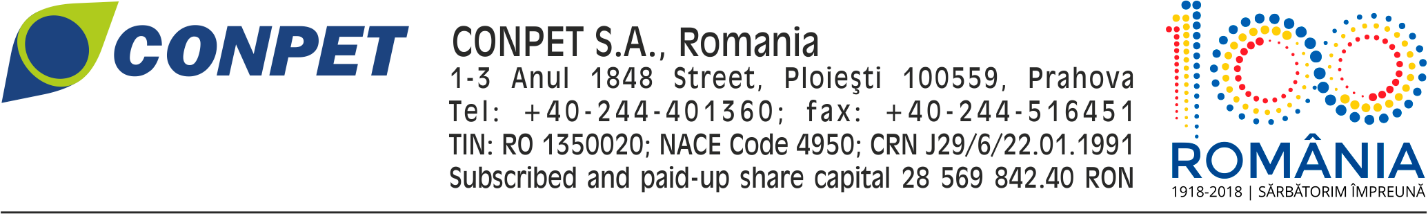 CONPET
CONPET S.A., Romania
1-3 Anul 1848 Street, Ploieşti 100559, Prahova
Tel: +40-244-401360; fax: +40-244-516451
TIN: RO 1350020; NACE Code 4950; CRN J29/6/22.01.1991
Subscribed and paid-up share capital 28 569 842.40 RON
100
ROMÂNIA
1918-2018 | SĂRBĂTORIM ÎMPREUNĂ